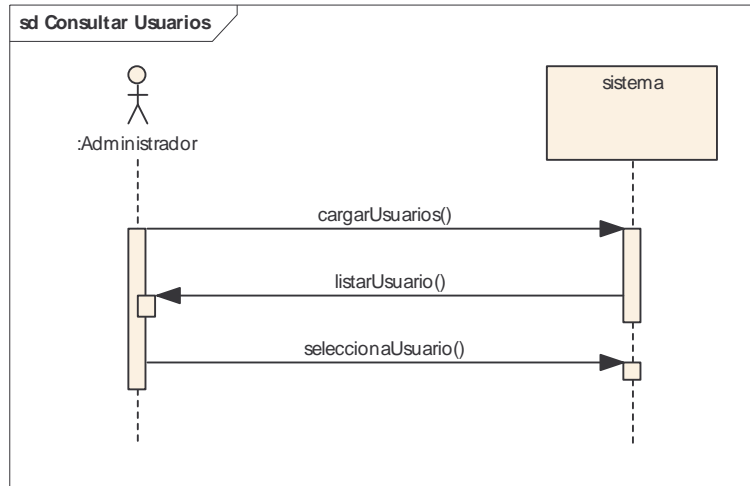 sd Consultar Usuarios
sistema
:Administrador
cargarUsuarios()
listarUsuario()
seleccionaUsuario()